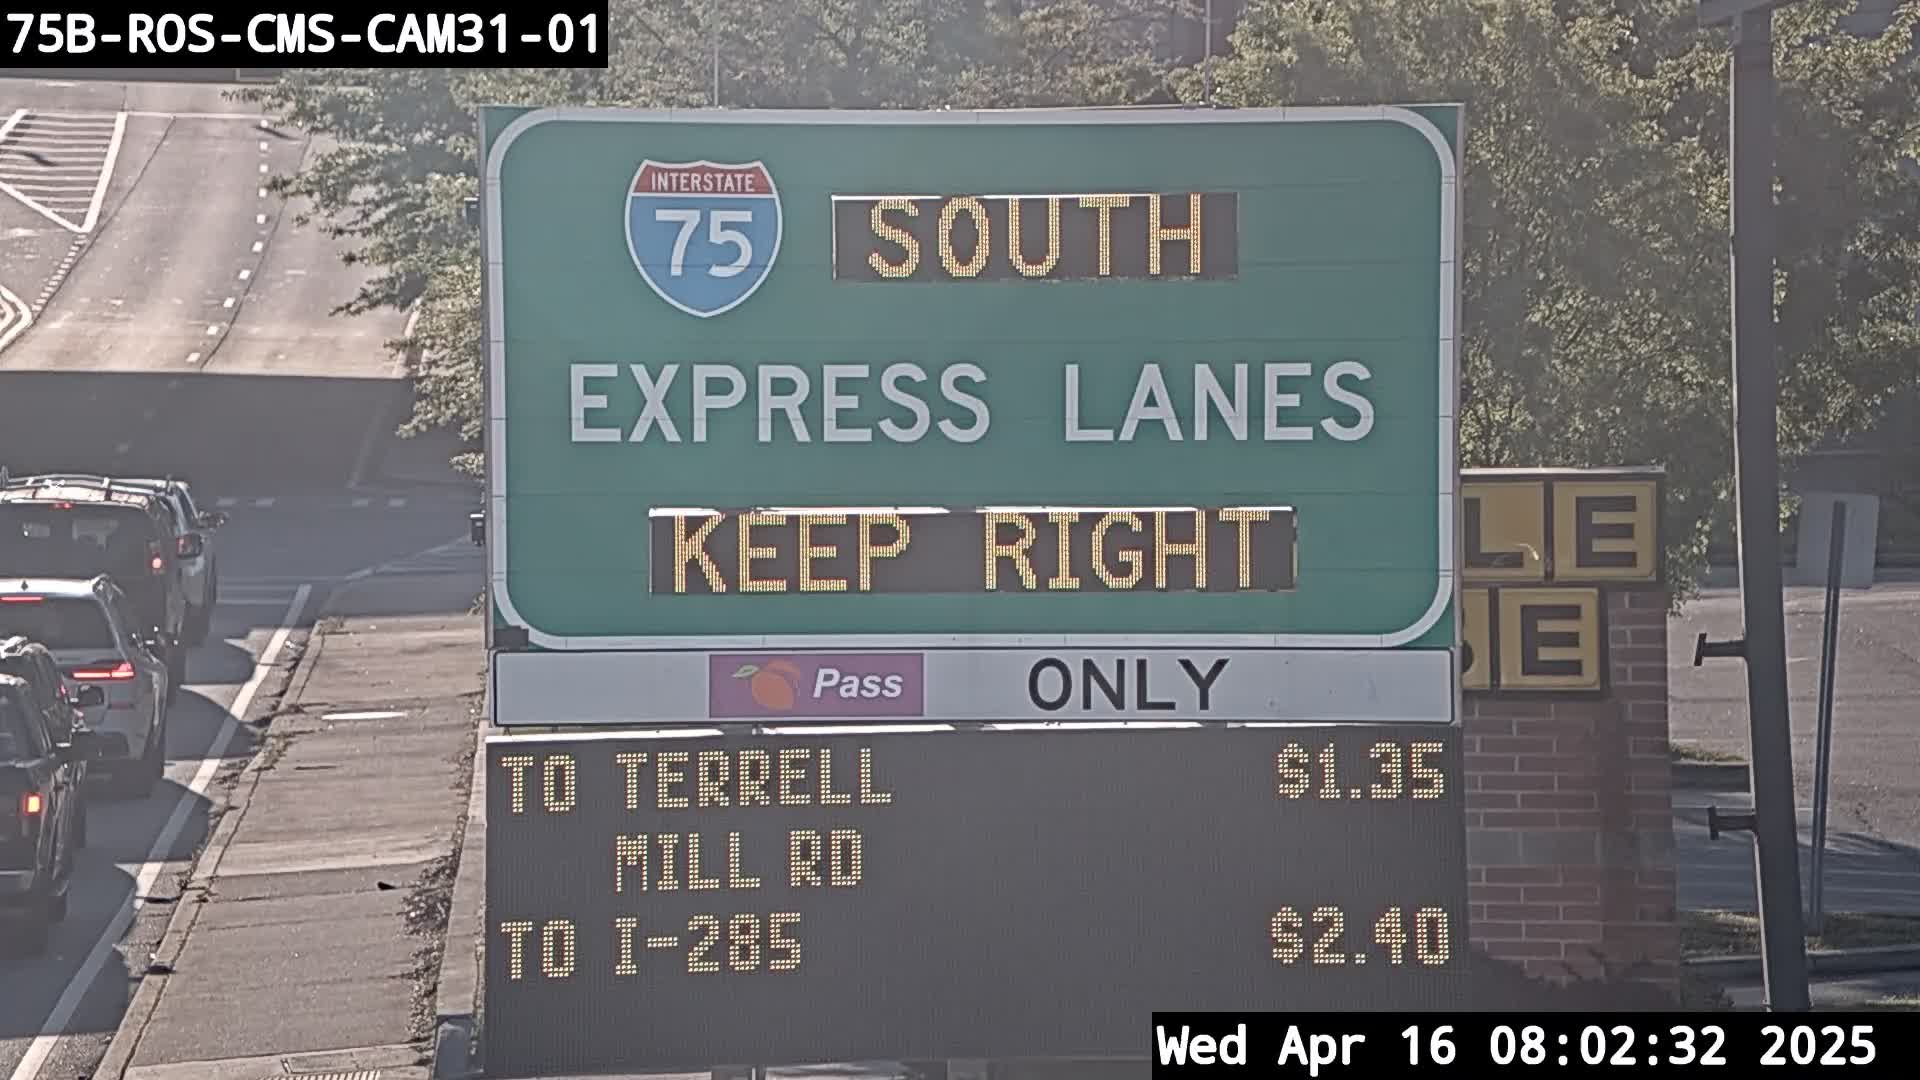 75B-ROS-CMS-CAM31-01
INTERSTATE
75
SOUTH
EXPRESS LANES
KEEP RIGHT
LE
E
Pass ONLY
TO TERRELL $1.35
MILL RD
TO I-285 $2.40
Wed Apr 16 08:02:32 2025